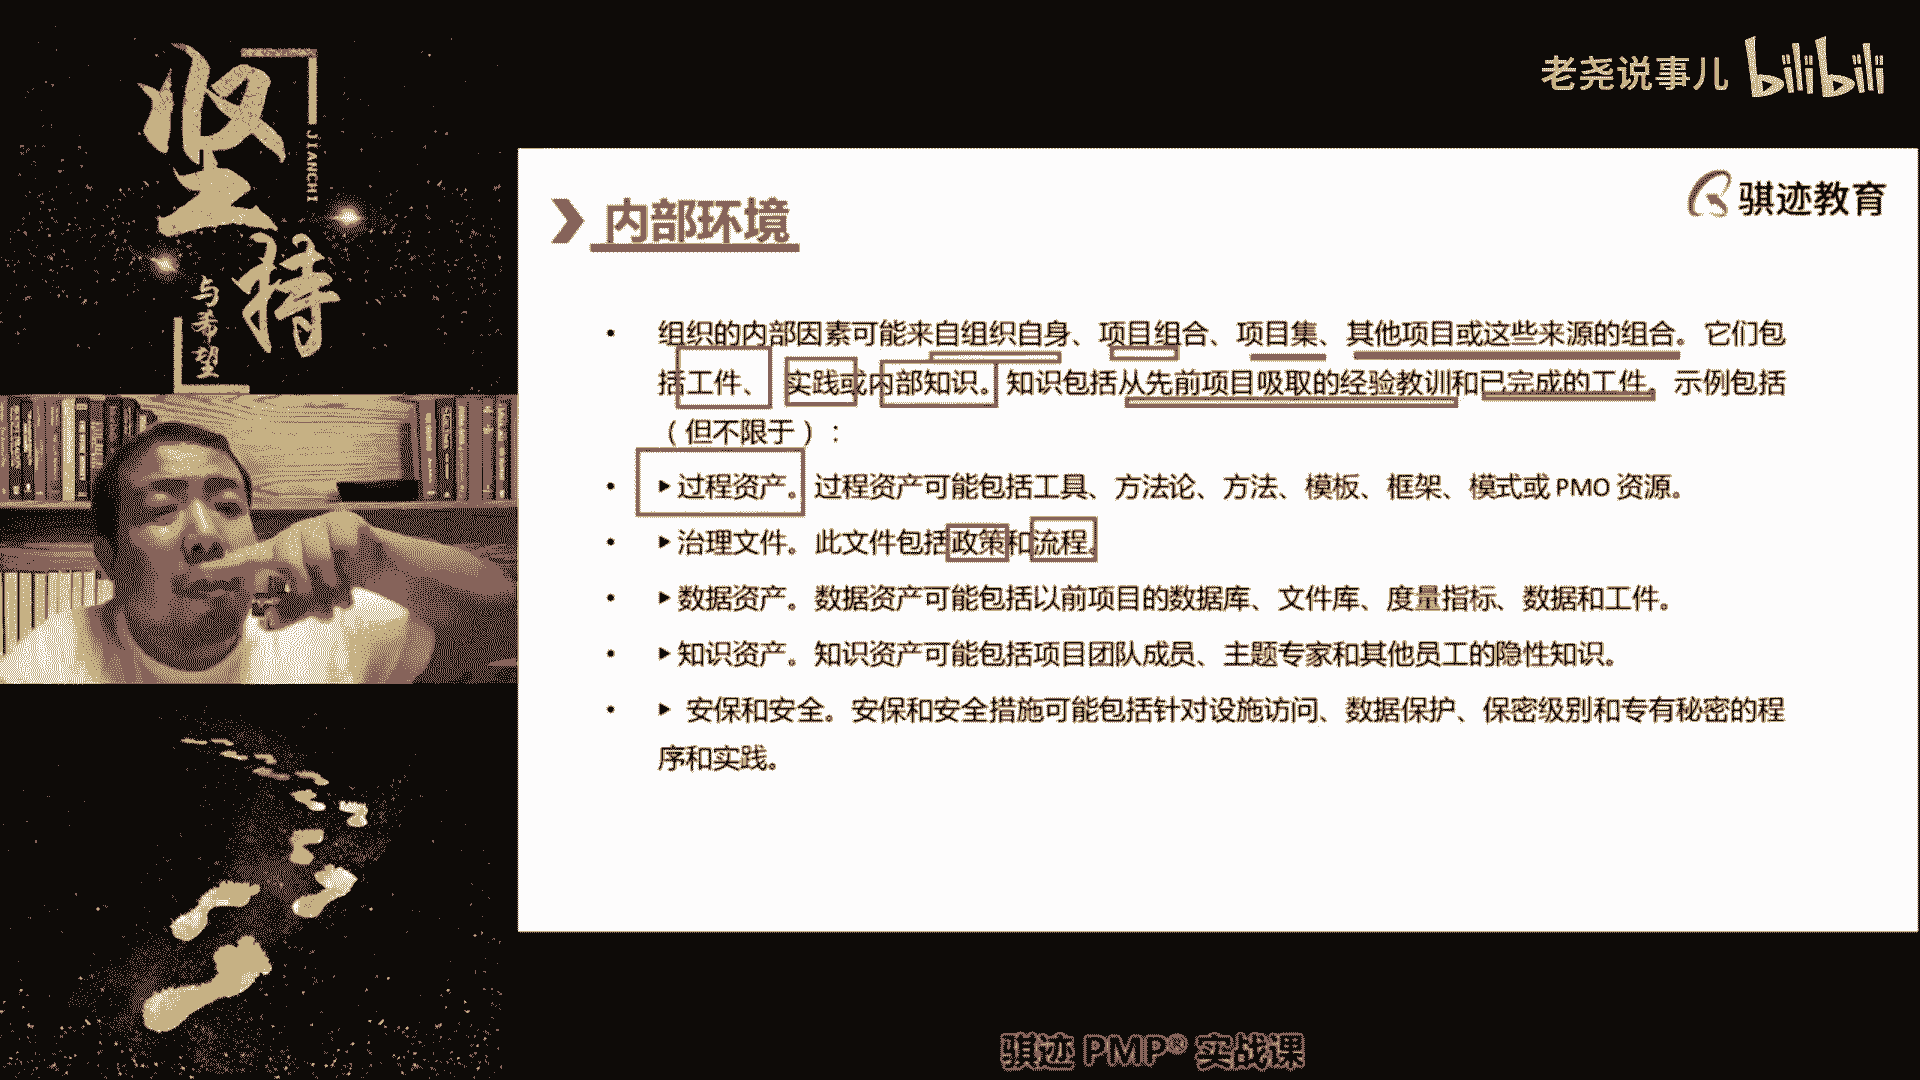 坚持
JIANCHI
与希望
老尧说事儿 bilibili
骐迹教育
内部环境
• 组织的内部因素可能来自组织自身、项目组合、项目集、其他项目或这些来源的组合。它们包
括工件、实践或内部知识。知识包括从先前项目吸取的经验教训和已完成的工件。示例包括
（但不限于）：
• ▶过程资产。过程资产可能包括工具、方法论、方法、模板、框架、模式或 PMO 资源。
• ▶治理文件。此文件包括政策和流程。
• ▶数据资产。数据资产可能包括以前项目的数据库、文件库、度量指标、数据和工件。
• ▶知识资产。知识资产可能包括项目团队成员、主题专家和其他员工的隐性知识。
• ▶ 安保和安全。安保和安全措施可能包括针对设施访问、数据保护、保密级别和专有秘密的程
序和实践。
骐迹 PMP® 实战课